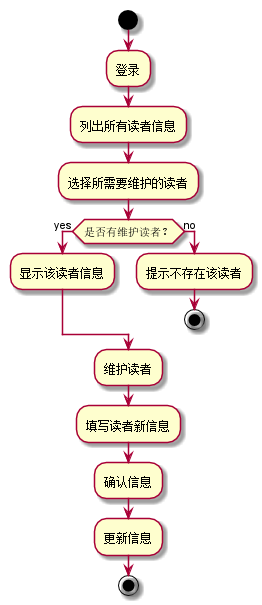 登录
列出所有读者信息
选择所需要维护的读者
yes
是否有维护读者？
no
显示该读者信息
提示不存在该读者
维护读者
填写读者新信息
确认信息
更新信息